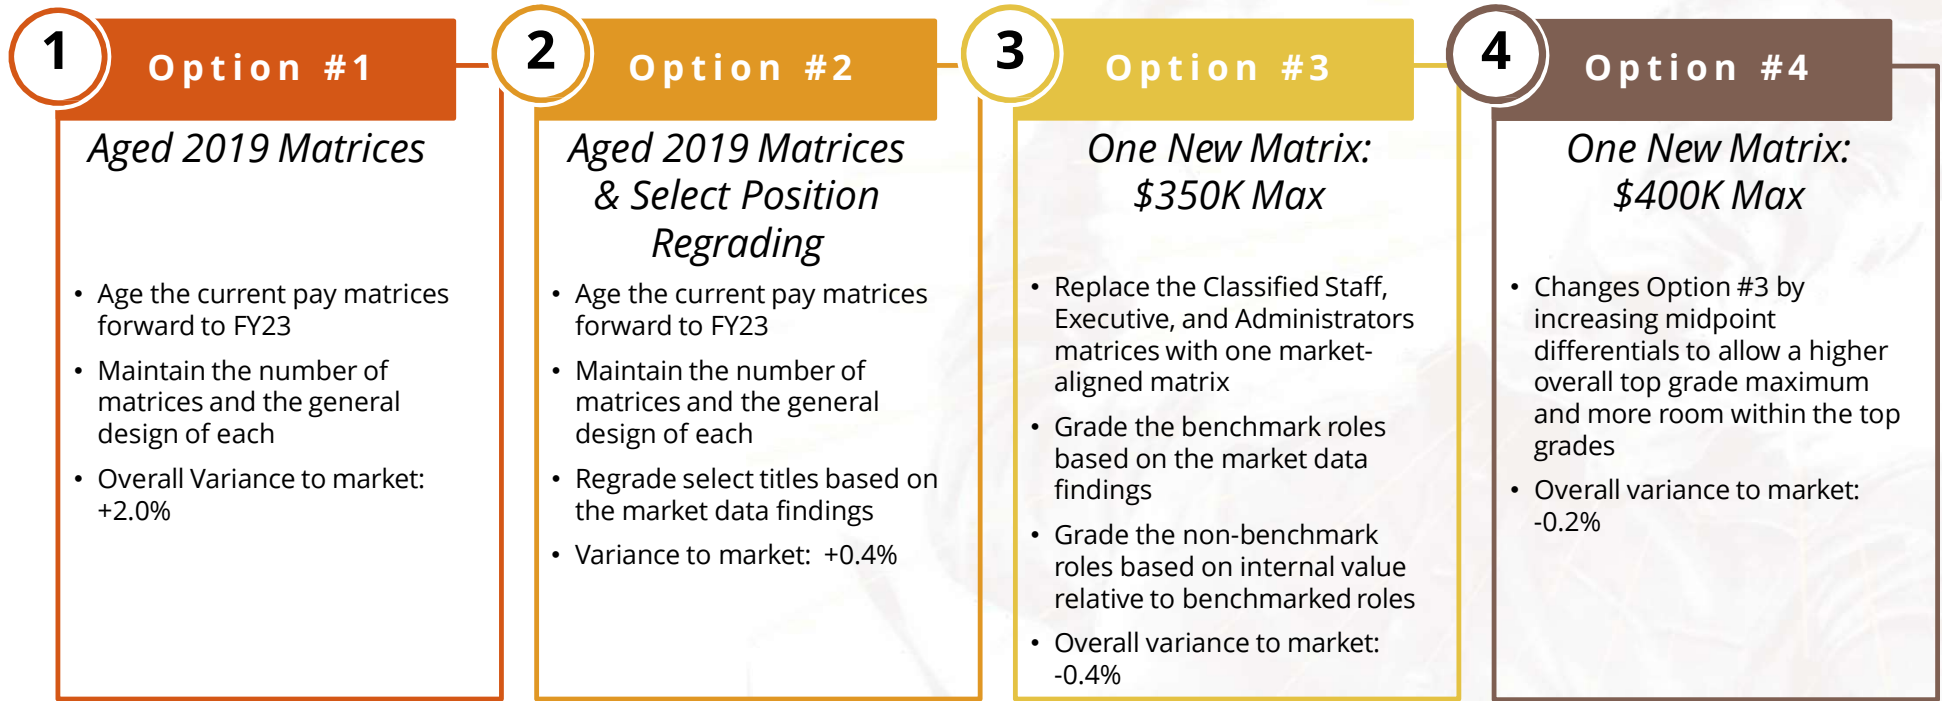 1
Option #1
Aged 2019 Matrices
• Age the current pay matrices
forward to FY23
• Maintain the number of
matrices and the general
design of each
• Overall Variance to market:
+2.0%
2
Option #2
Aged 2019 Matrices
& Select Position
Regrading
• Age the current pay matrices
forward to FY23
• Maintain the number of
matrices and the general
design of each
• Regrade select titles based on
the market data findings
• Variance to market:  +0.4%
3
Option #3
One New Matrix:
$350K Max
• Replace the Classified Staff,
Executive, and Administrators
matrices with one market-
aligned matrix
• Grade the benchmark roles
based on the market data
findings
• Grade the non-benchmark
roles based on internal value
relative to benchmarked roles
• Overall variance to market:
-0.4%
4
Option #4
One New Matrix:
$400K Max
• Changes Option #3 by
increasing midpoint
differentials to allow a higher
overall top grade maximum
and more room within the top
grades
• Overall variance to market:
-0.2%